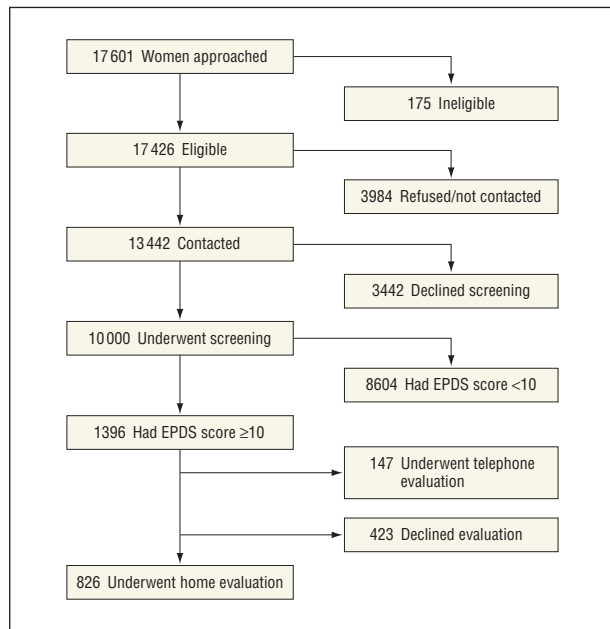 17 601 Women approached
175 Ineligible
17 426 Eligible
3984 Refused/not contacted
13 442 Contacted
3442 Declined screening
10 000 Underwent screening
8604 Had EPDS score <10
1396 Had EPDS score ≥10
147 Underwent telephone
evaluation
423 Declined evaluation
826 Underwent home evaluation